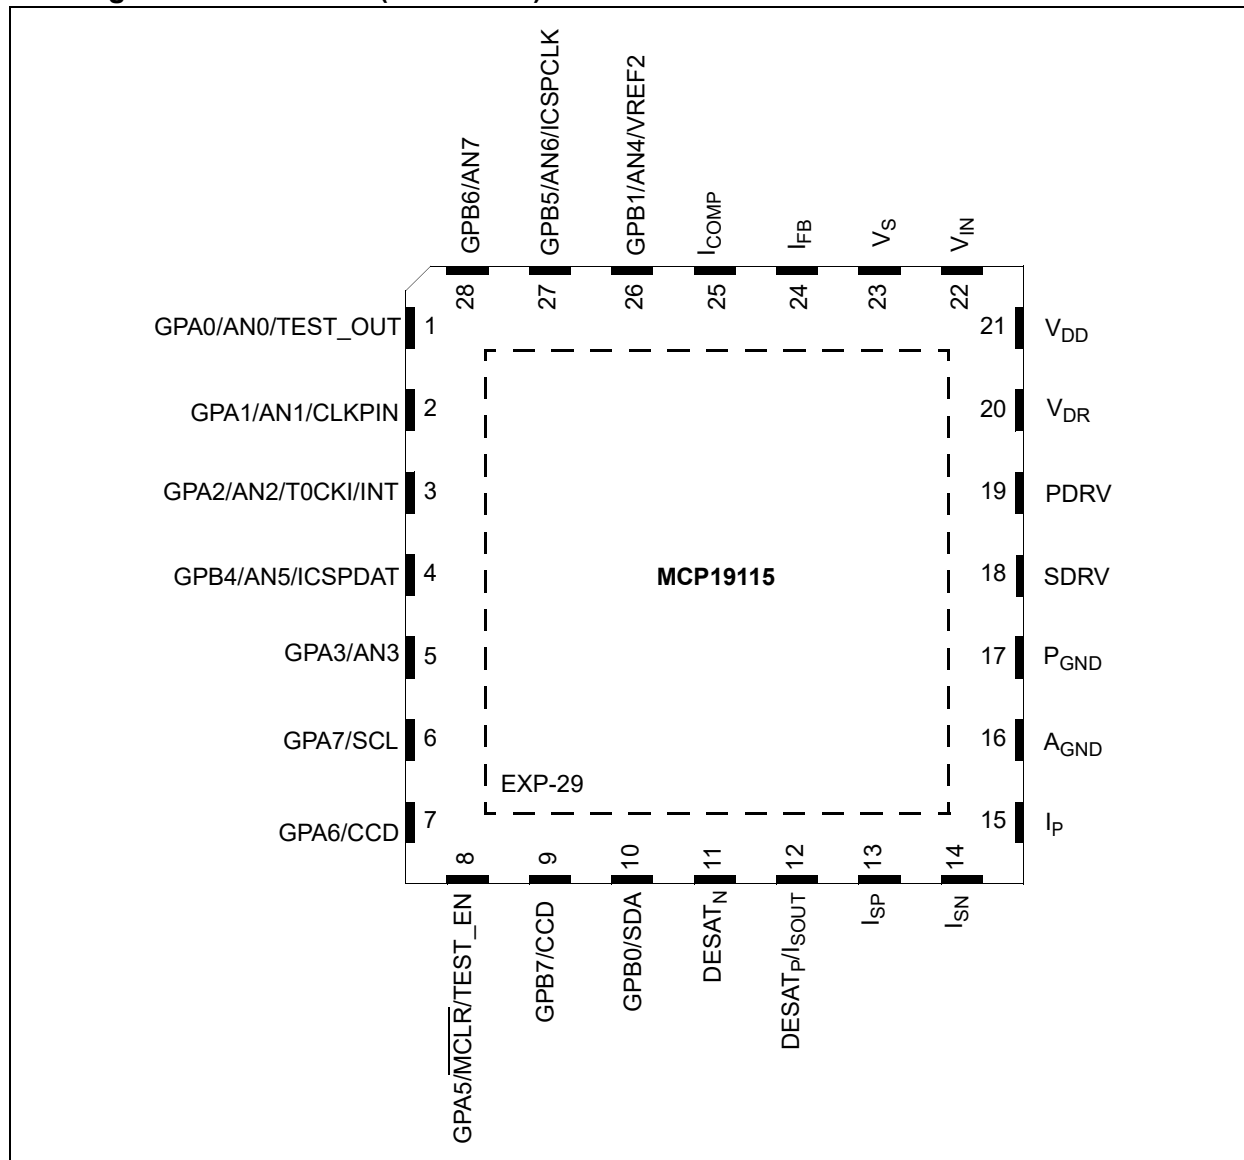 GPB6/AN7
GPB5/AN6/ICSPCLK
GPB1/AN4/VREF2
ICOMP
IFB
VS
VIN
28
27
26
25
24
23
22
GPA0/AN0/TEST_OUT 1
21 VDD
GPA1/AN1/CLKPIN 2
20 VDR
GPA2/AN2/T0CKI/INT 3
19 PDRV
GPB4/AN5/ICSPDAT 4
MCP19115
18 SDRV
GPA3/AN3 5
17 PGND
GPA7/SCL 6
16 AGND
EXP-29
GPA6/CCD 7
15 IP
8
9
10
11
12
13
14
GPA5/MCLR/TEST_EN
GPB7/CCD
GPB0/SDA
DESATN
DESATP/ISOUT
ISP
ISN